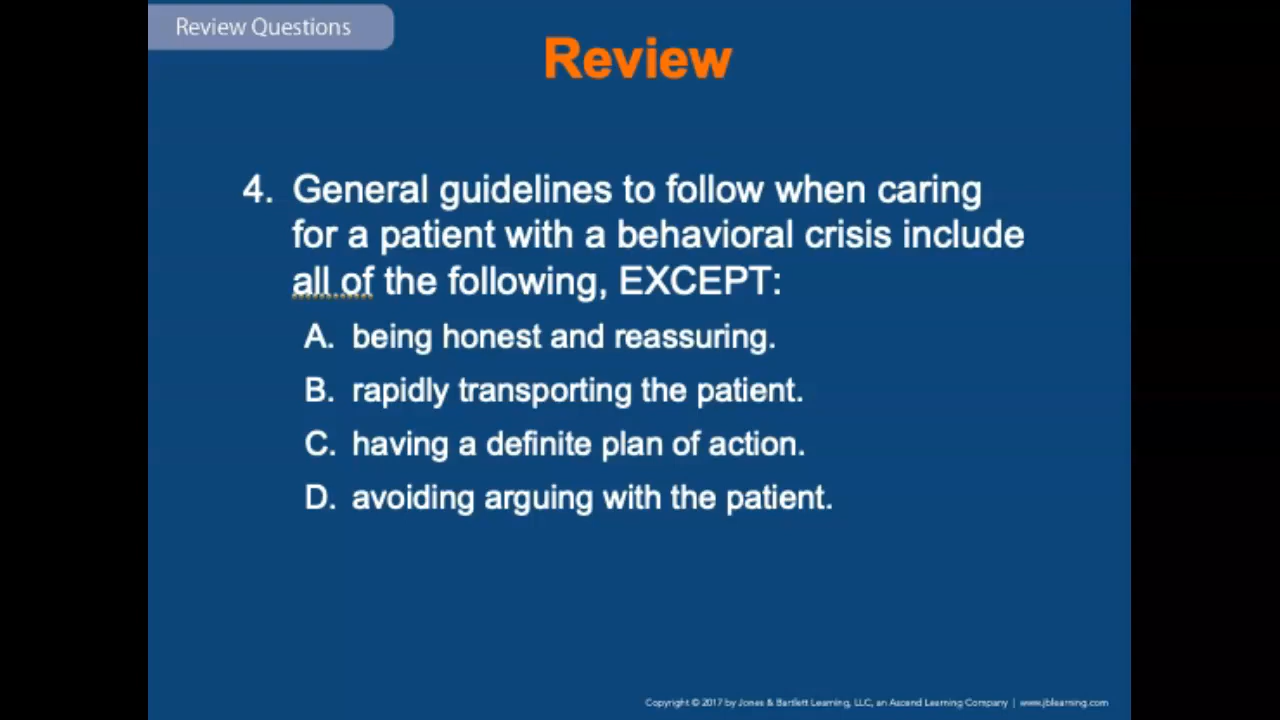 Review Questions
Review
4. General guidelines to follow when caring
for a patient with a behavioral crisis include
all of the following, EXCEPT:
A. being honest and reassuring.
B. rapidly transporting the patient.
C. having a definite plan of action.
D. avoiding arguing with the patient.
Copyright © 2017 by Jones & Bartlett Learning, LLC, an Ascend Learning Company | www.jblearning.com